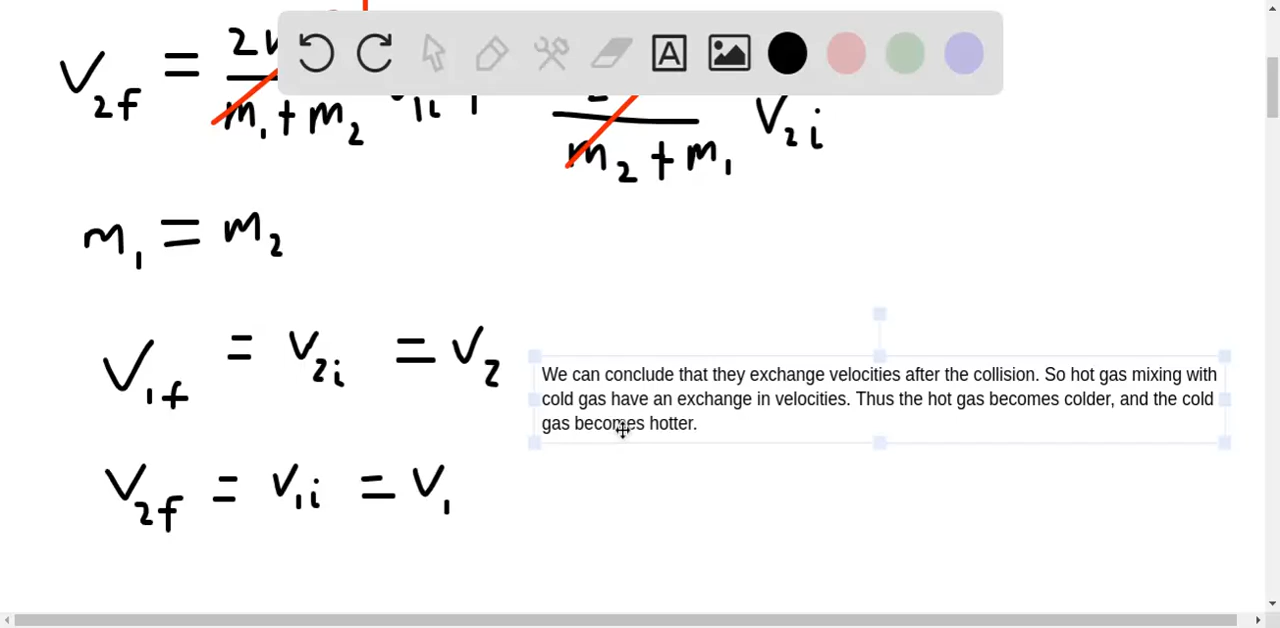 V2f = 2 / m1 + m2 V1i + / m2 + m1 V2i
m1 = m2
V1f = V2i = V2
We can conclude that they exchange velocities after the collision. So hot gas mixing with
cold gas have an exchange in velocities. Thus the hot gas becomes colder, and the cold
gas becomes hotter.
V2f = V1i = V1
A